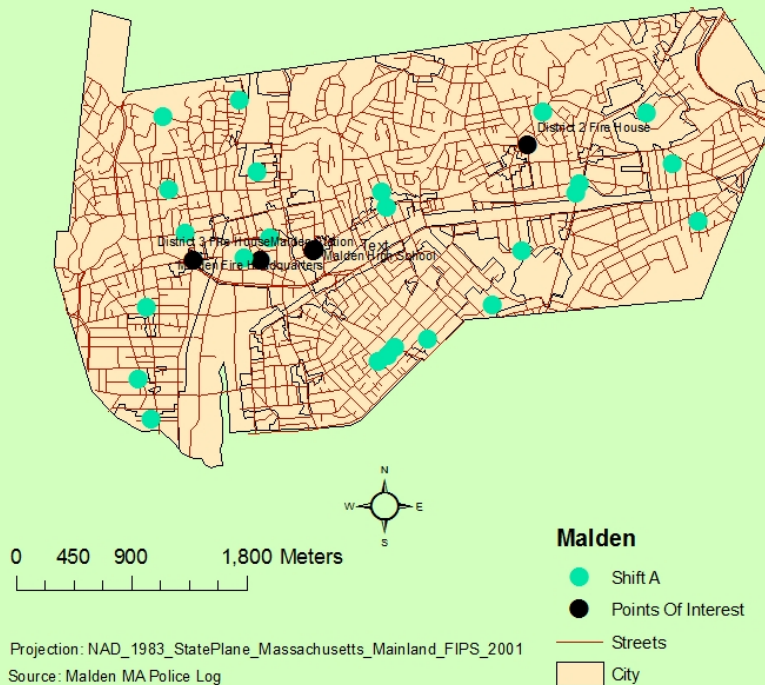 District 2 Fire House
District 3 Fire House
Malden Station
Text
Malden High School
Malden Fire Headquarters
N
W E
S
0 450 900 1,800 Meters
Malden
Shift A
Points Of Interest
Streets
City
Projection: NAD_1983_StatePlane_Massachusetts_Mainland_FIPS_2001
Source: Malden MA Police Log